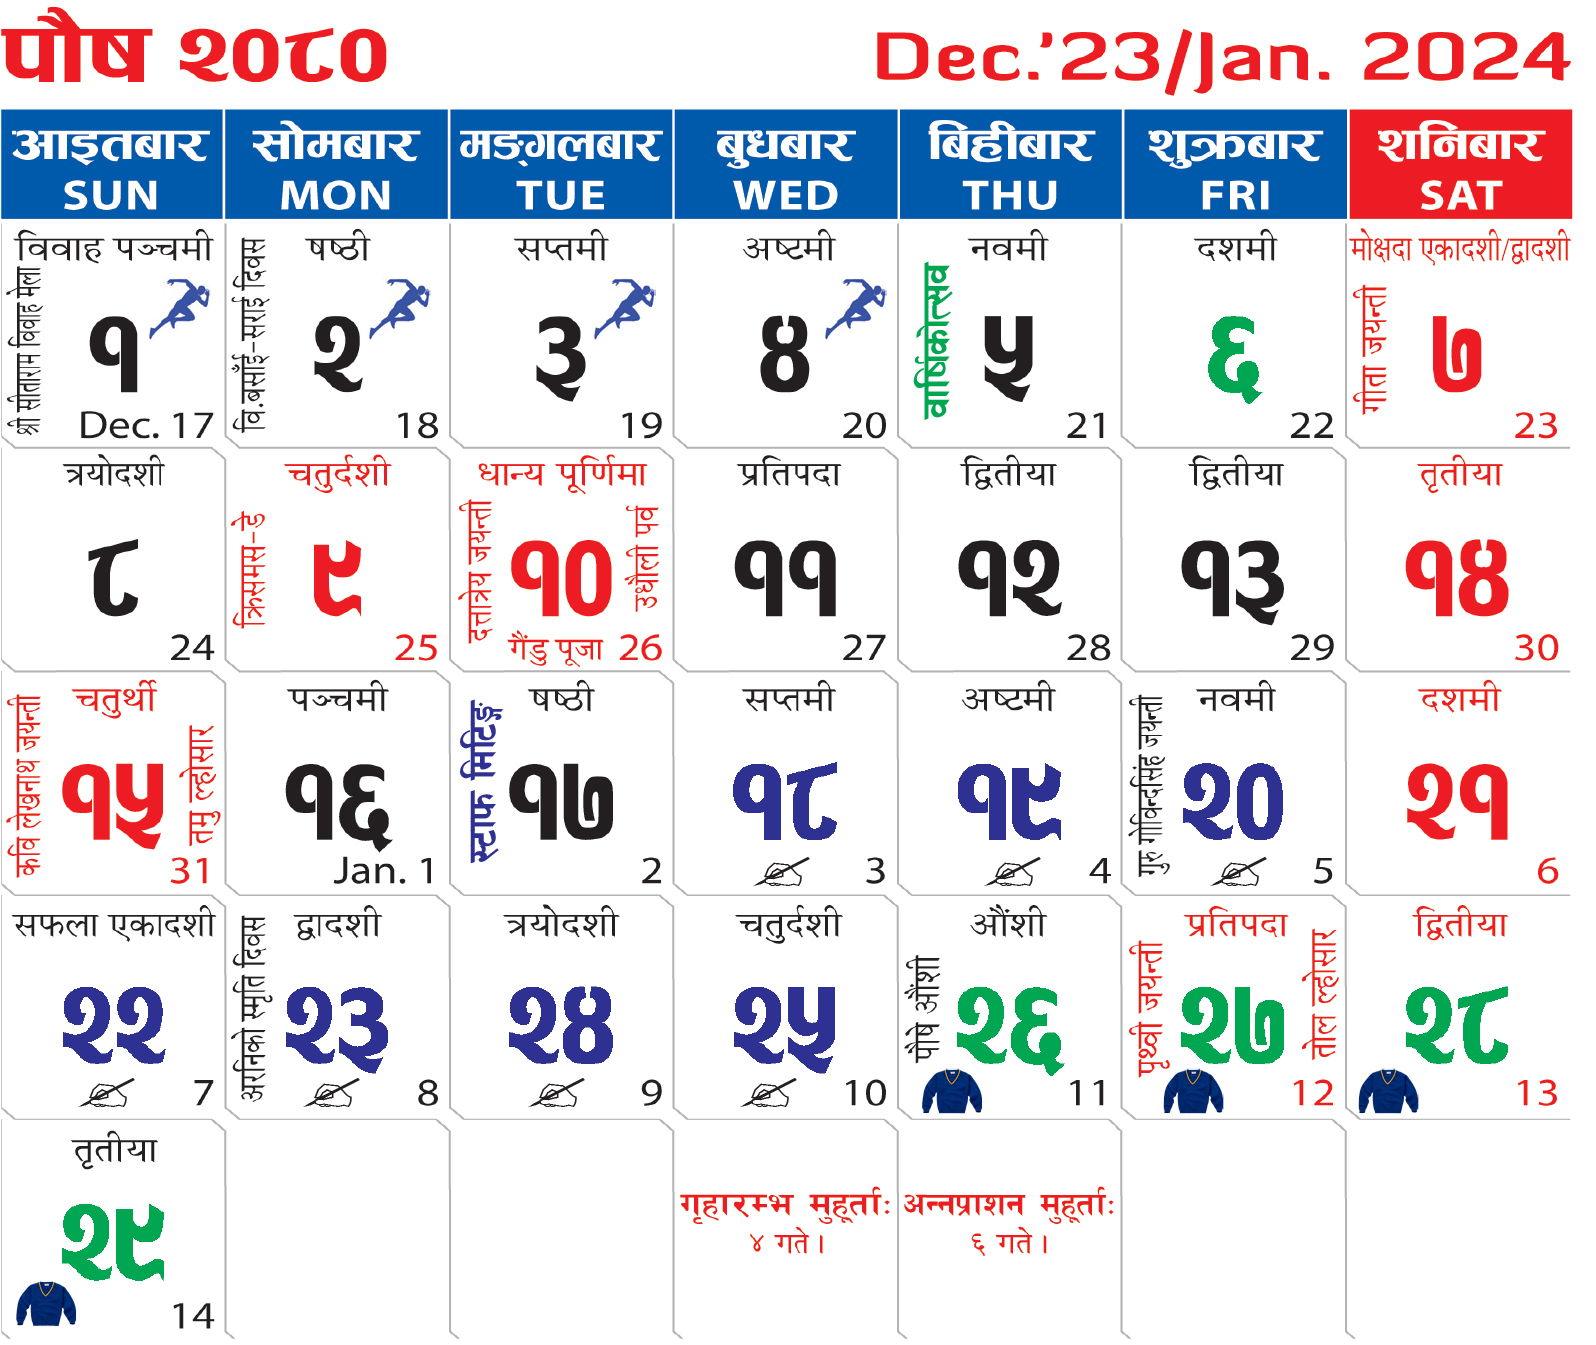 पौष २०८०
Dec.’23/Jan. 2024
आइतबार सोमबार मङ्गलबार बुधबार बिहीबार शुक्रबार शनिबार
SUN MON TUE WED THU FRI SAT
विवाह पञ्चमी
श्री सीताराम विवाह मेला
१
Dec. 17
षष्ठी
वि.बसाँई-सराई दिवस
२
18
सप्तमी
३
19
अष्टमी
४
20
नवमी
वार्षिकोत्सव
५
21
दशमी
६
22
मोक्षदा एकादशी/द्वादशी
गीता जयन्ती
७
23
त्रयोदशी
८
24
चतुर्दशी
क्रिसमस-डे
९
25
धान्य पूर्णिमा
दत्तात्रेय जयन्ती
१०
उधौली पर्व
गैंडु पूजा 26
प्रतिपदा
११
27
द्वितीया
१२
28
द्वितीया
१३
29
तृतीया
१४
30
चतुर्थी
कवि लेखनाथ जयन्ती
१५
तमु ल्होसार
31
पञ्चमी
१६
Jan. 1
षष्ठी
स्टाफ मिटिङ्ग
१७
2
सप्तमी
१८
3
अष्टमी
१९
4
नवमी
गुरु गोविन्दसिंह जयन्ती
२०
5
दशमी
२१
6
सफला एकादशी
२२
7
द्वादशी
अरनिको स्मृति दिवस
२३
8
त्रयोदशी
२४
9
चतुर्दशी
२५
10
औंशी
पौषे औंशी
२६
11
प्रतिपदा
पृथ्वी जयन्ती
२७
तोल ल्होसार
12
द्वितीया
२८
13
तृतीया
२९
14
गृहारम्भ मुहूर्ताः
४ गते।
अन्नप्राशन मुहूर्ताः
६ गते।